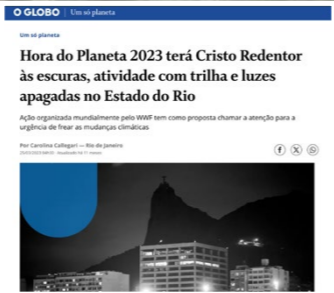 O GLOBO | Um só planeta
Um só planeta
Hora do Planeta 2023 terá Cristo Redentor
às escuras, atividade com trilha e luzes
apagadas no Estado do Rio
Ação organizada mundialmente pelo WWF tem como proposta chamar a atenção para a
urgência de frear as mudanças climáticas
Por Carolina Callegari — Rio de Janeiro